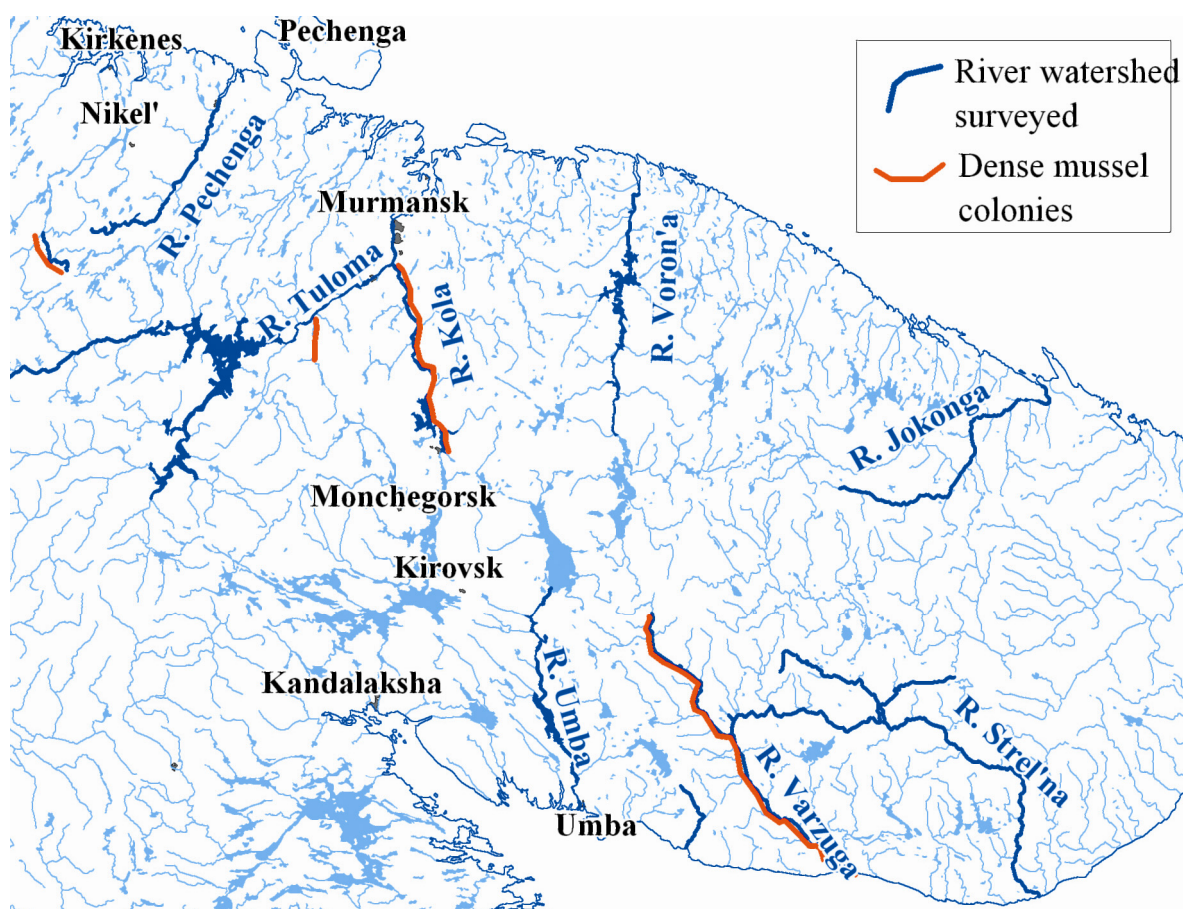 Kirkenes
Pechenga
Nikel'
R. Pechenga
Murmansk
R. Tuloma
R. Kola
R. Voron'a
R. Jokonga
Monchegorsk
Kirovsk
Kandalaksha
R. Umba
Umba
R. Varzuga
R. Strel'na
River watershed
surveyed
Dense mussel
colonies